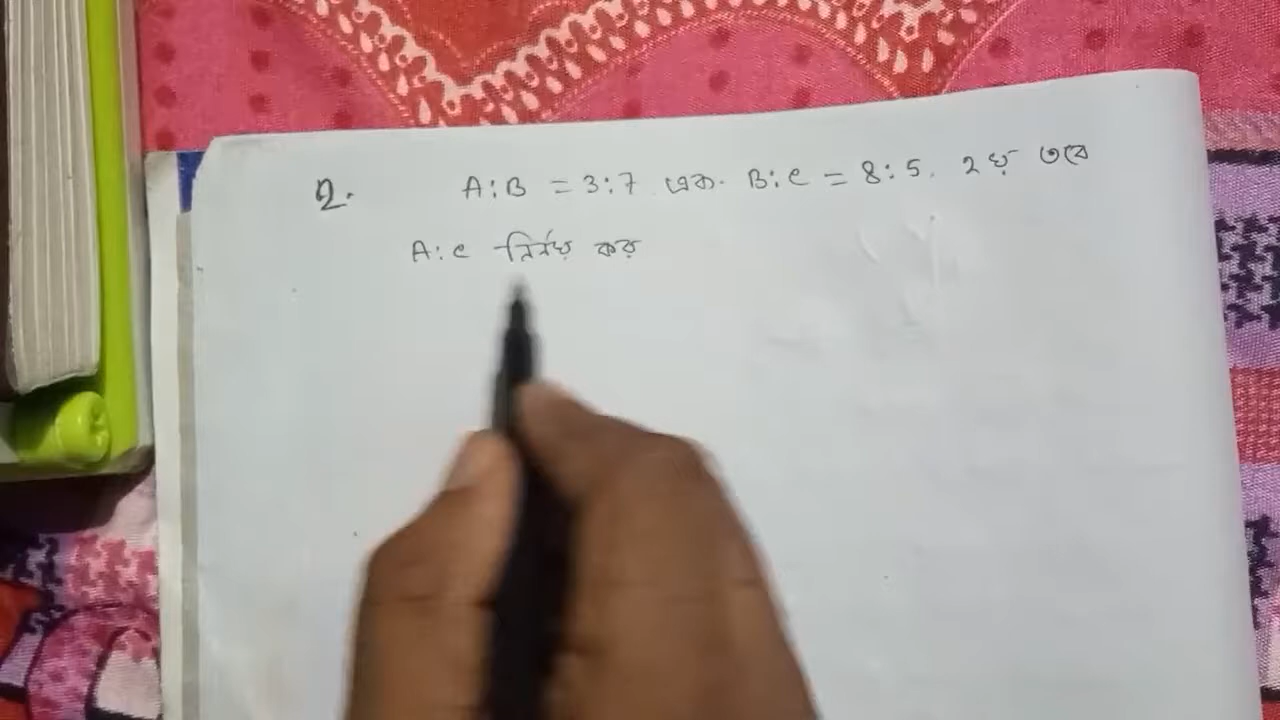 2. A:B = 3:7 এবং B:C = 8:5. হয় তবে
A:C নির্ণয় কর